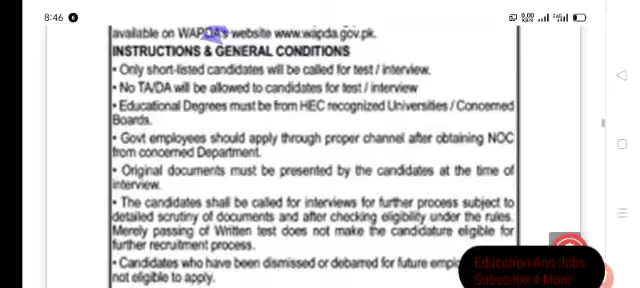 8:46
available on WAPDA's website www.wapda.gov.pk.
INSTRUCTIONS & GENERAL CONDITIONS
• Only short-listed candidates will be called for test / interview.
• No TA/DA will be allowed to candidates for test / interview
• Educational Degrees must be from HEC recognized Universities / Concerned
Boards.
• Govt employees should apply through proper channel after obtaining NOC
from concerned Department.
• Original documents must be presented by the candidates at the time of
interview.
• The candidates shall be called for interviews for further process subject to
detailed scrutiny of documents and after checking eligibility under the rules.
Merely passing of Written test does not make the candidature eligible for
further recruitment process.
• Candidates who have been dismissed or debarred for future
not eligible to apply.
Education And Jobs
Subscribe & More